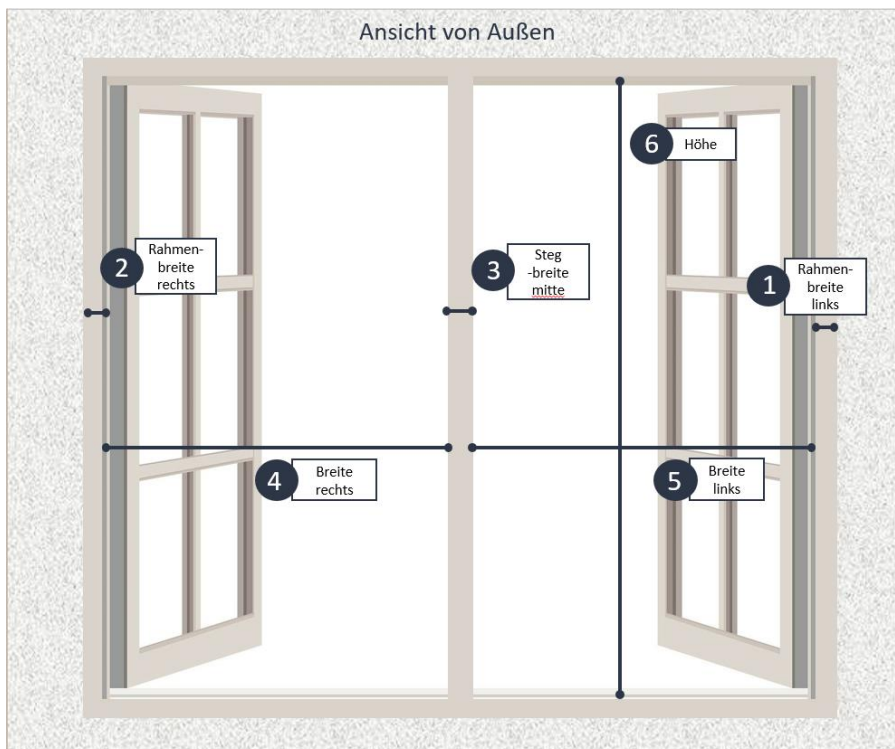 Ansicht von Außen
6
Höhe
2
Rahmen-
breite
rechts
3
Steg
-breite
mitte
1
Rahmen-
breite
links
4
Breite
rechts
5
Breite
links